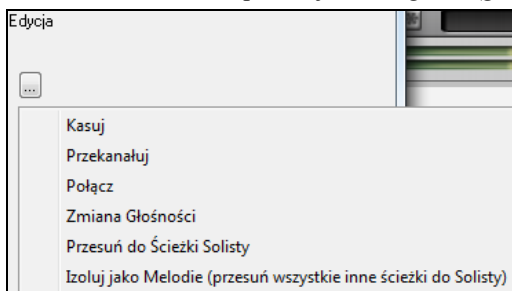 Edycja
...
Kasuj
Przekanałuj
Połącz
Zmiana Głośności
Przesuń do Ścieżki Solisty
Izoluj jako Melodie (przesuń wszystkie inne ścieżki do Solisty)